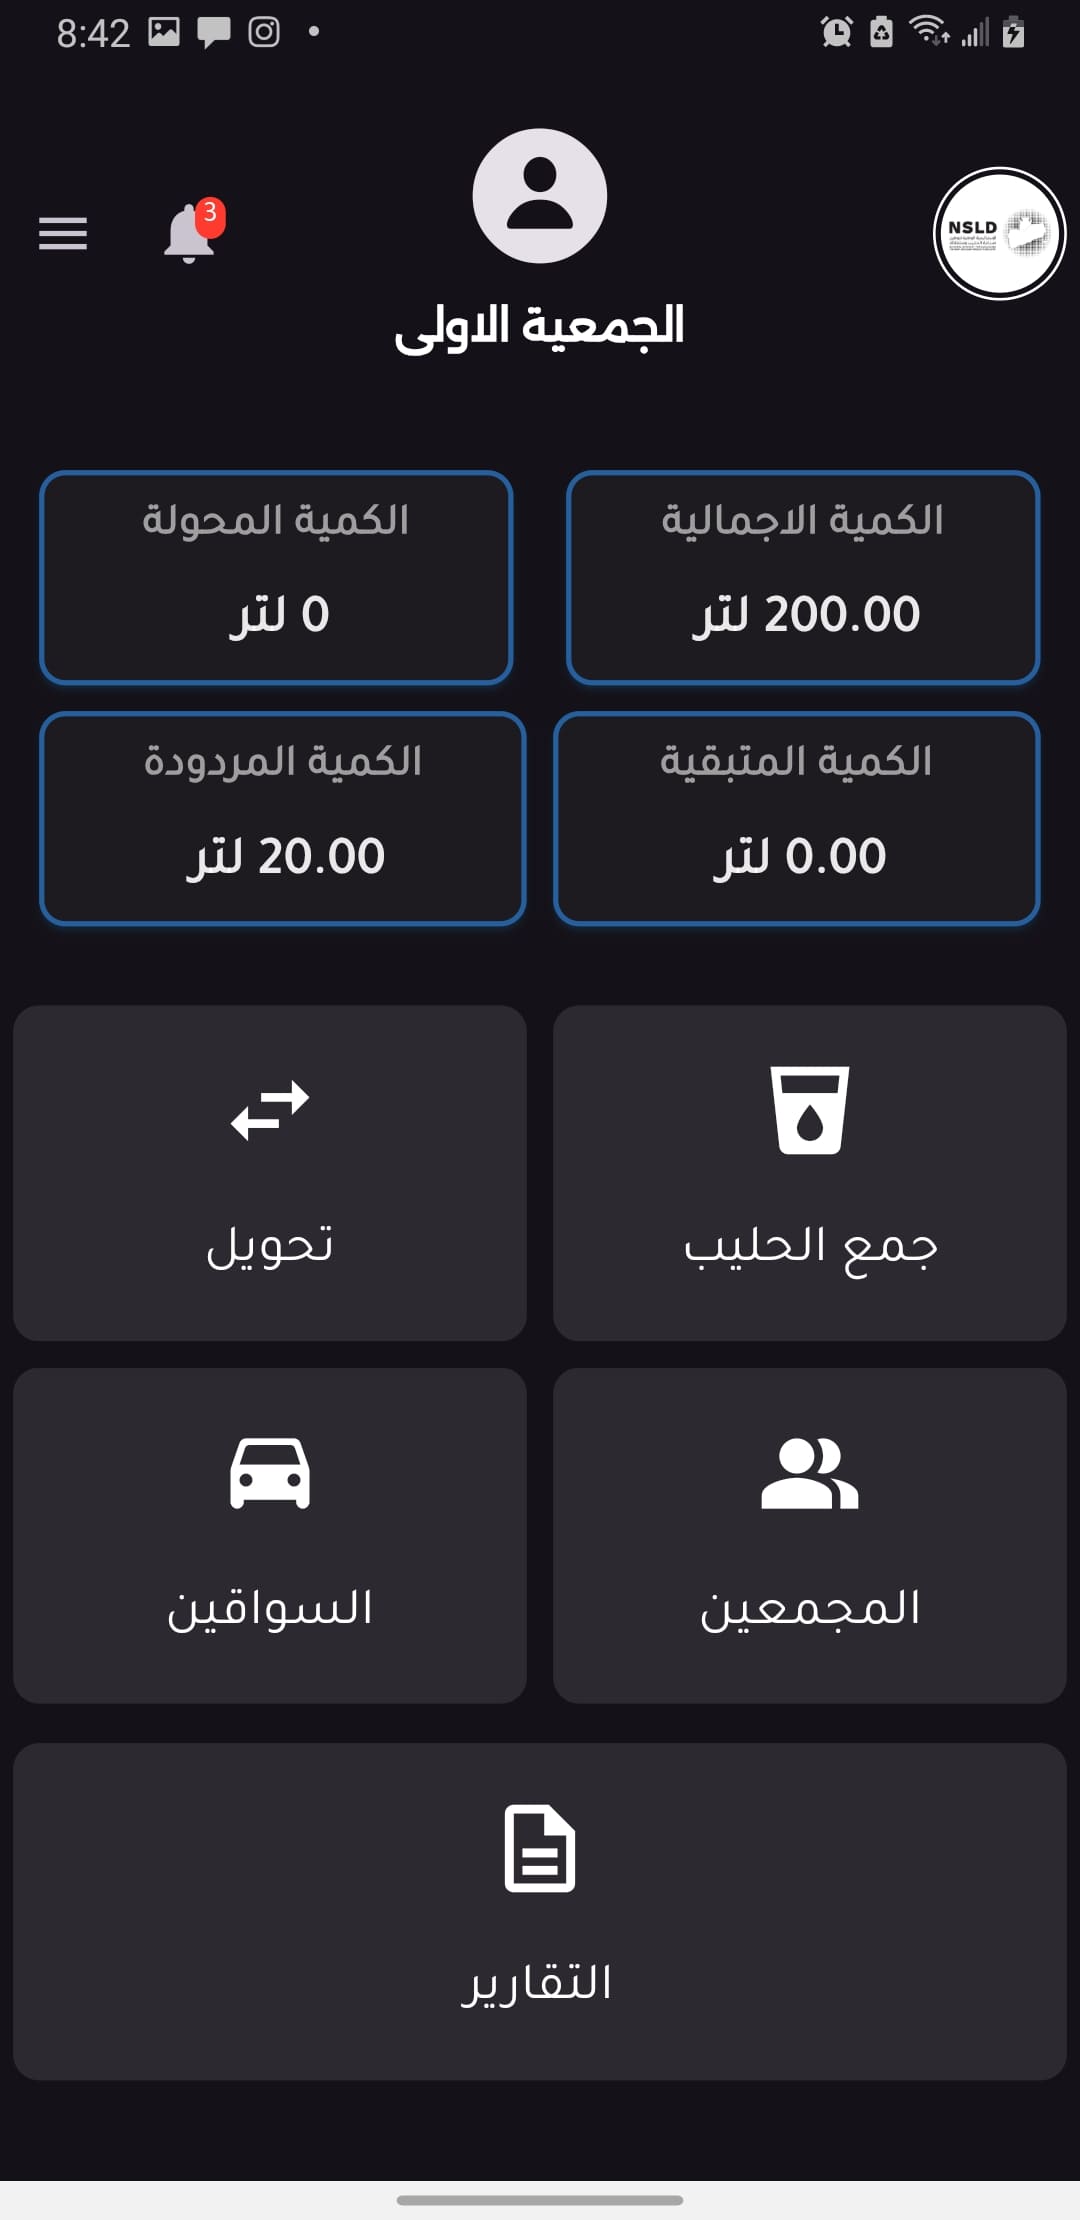 8:42
3
NSLD
الجمعية الاولى
الكمية الاجمالية
200.00 لتر
الكمية المحولة
0 لتر
الكمية المتبقية
0.00 لتر
الكمية المردودة
20.00 لتر
جمع الحليب
تحويل
المجمعين
السواقين
التقارير